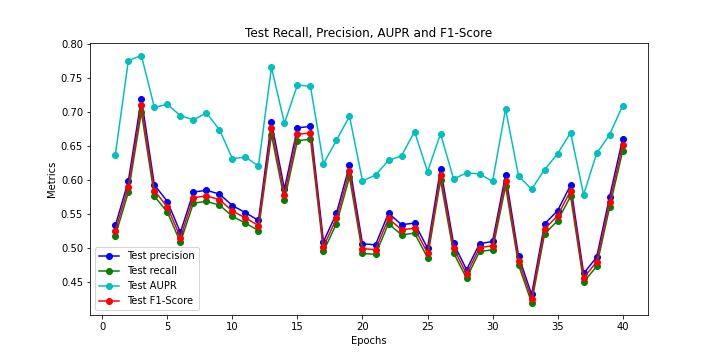 Test Recall, Precision, AUPR and F1-Score
Metrics
0.80
0.75
0.70
0.65
0.60
0.55
0.50
0.45
Test precision
Test recall
Test AUPR
Test F1-Score
0 5 10 15 20 25 30 35 40
Epochs